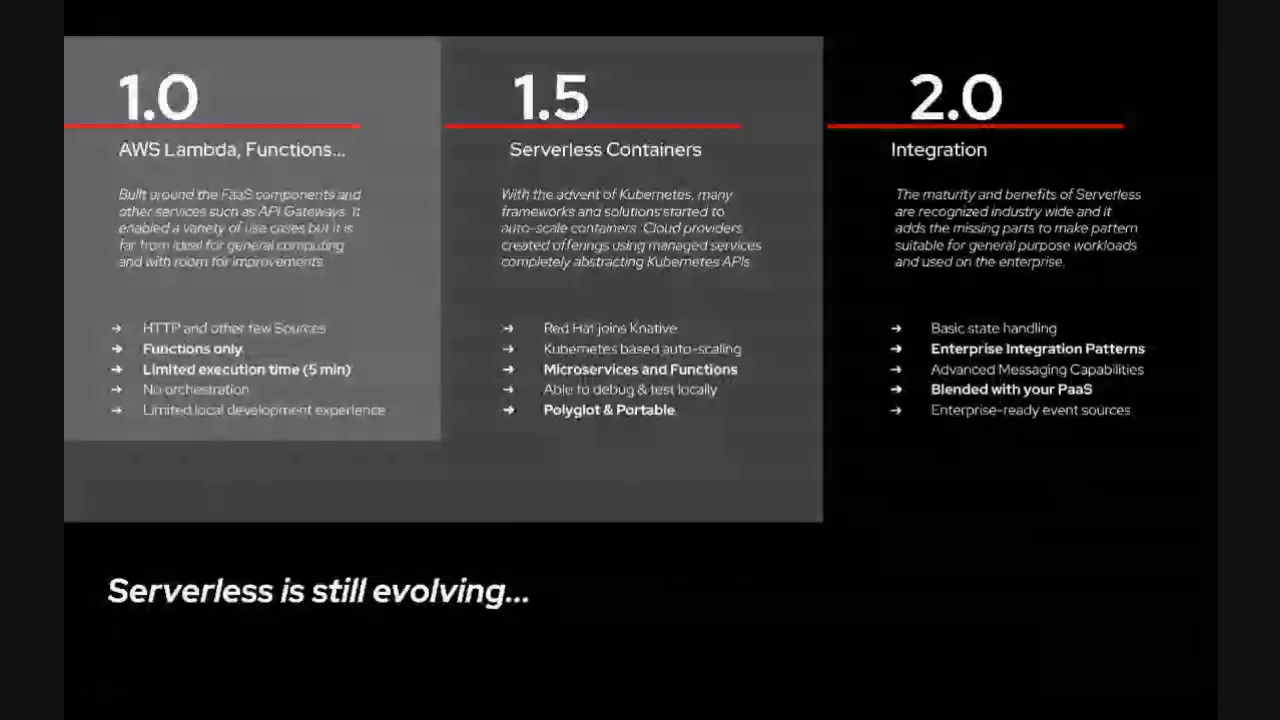 1.0
AWS Lambda, Functions...
Built around the FaaS components and
other services such as API Gateways. It
enabled a variety of use cases but it is
far from ideal for general computing
and with room for improvements.
→ HTTP and other few Sources
→ Functions only
→ Limited execution time (5 min)
→ No orchestration
→ Limited local development experience
1.5
Serverless Containers
With the advent of Kubernetes, many
frameworks and solutions started to
auto-scale containers. Cloud providers
created offerings using managed services
completely abstracting Kubernetes APIs.
→ Red Hat joins Knative
→ Kubernetes based auto-scaling
→ Microservices and Functions
→ Able to debug & test locally
→ Polyglot & Portable
2.0
Integration
The maturity and benefits of Serverless
are recognized industry wide and it
adds the missing parts to make pattern
suitable for general purpose workloads
and used on the enterprise.
→ Basic state handling
→ Enterprise Integration Patterns
→ Advanced Messaging Capabilities
→ Blended with your PaaS
→ Enterprise-ready event sources
Serverless is still evolving...